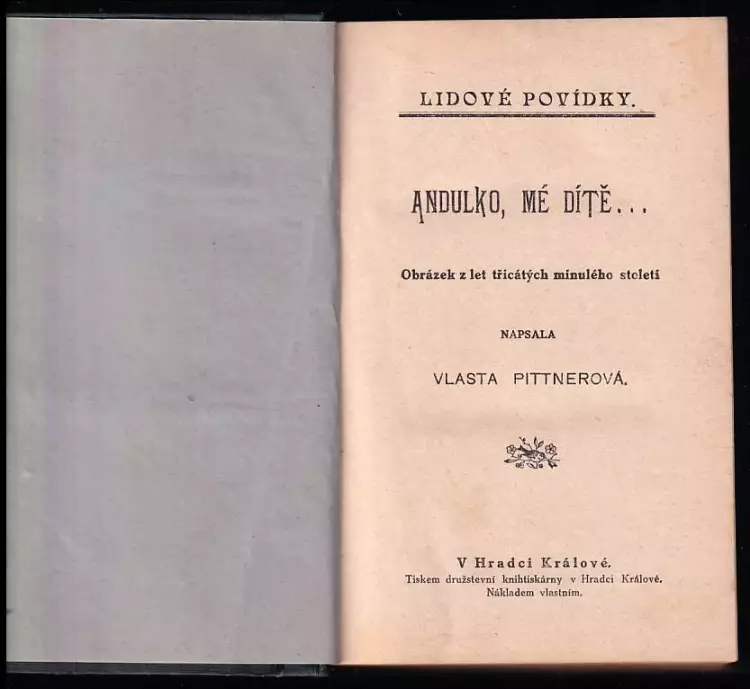 LIDOVÉ POVÍDKY.
ANDULKO, MÉ DÍTĚ...
Obrázek z let třicátých minulého století
NAPSALA
VLASTA PITTNEROVÁ.
V Hradci Králové.
Tiskem družstevní knihtiskárny v Hradci Králové.
Nákladem vlastním.